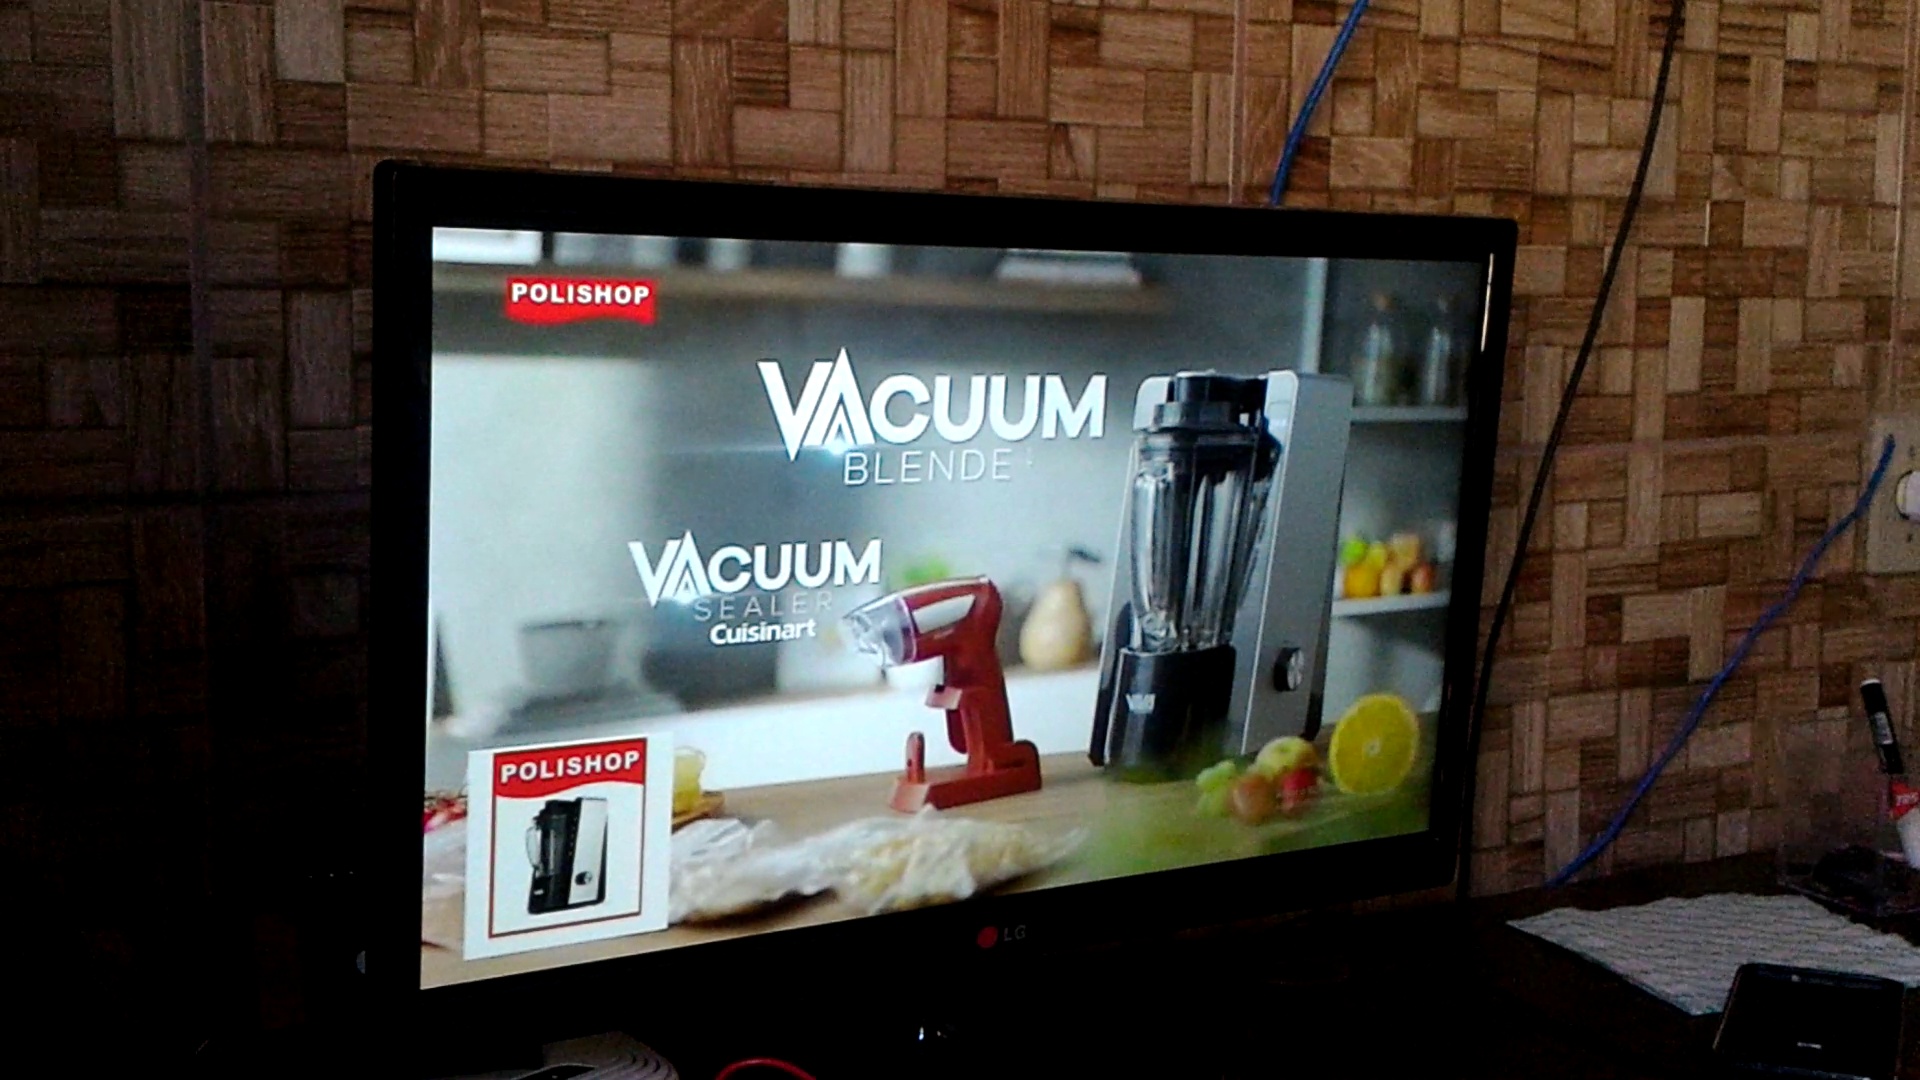 POLISHOP
VACUUM
BLENDE
VACUUM
SEALER
Cuisinart
POLISHOP
LG